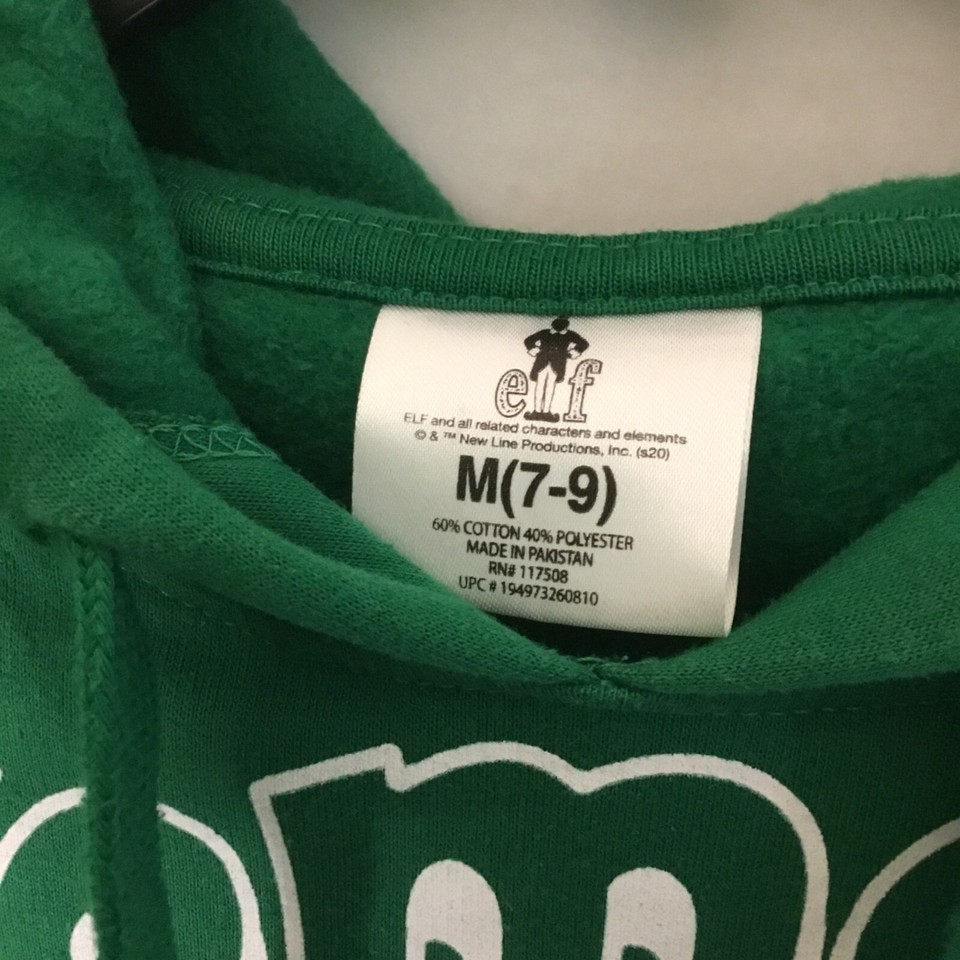 elf
ELF and all related characters and elements
© & ™ New Line Productions, Inc. (s20)
M(7-9)
60% COTTON 40% POLYESTER
MADE IN PAKISTAN
RN# 117508
UPC # 194973260810